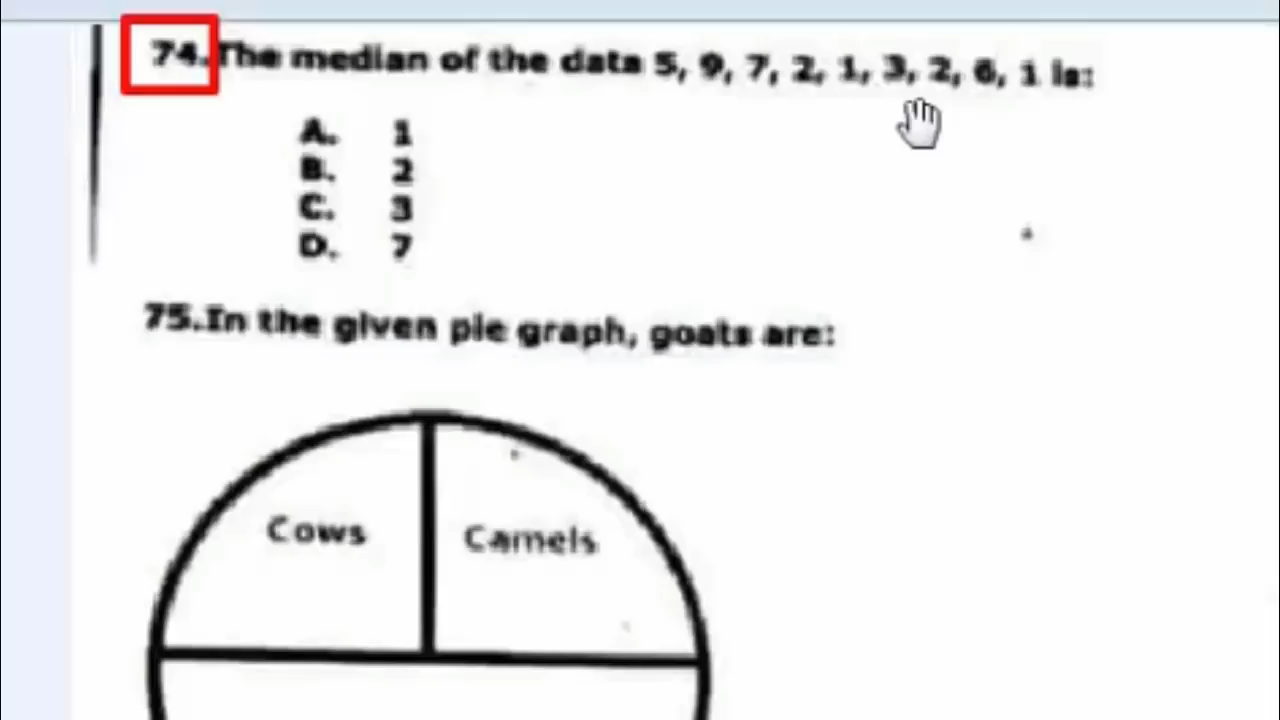 74.The median of the data 5, 9, 7, 2, 1, 3, 2, 6, 1 is:
A. 1
B. 2
C. 3
D. 7
75.In the given pie graph, goats are:
Cows
Camels